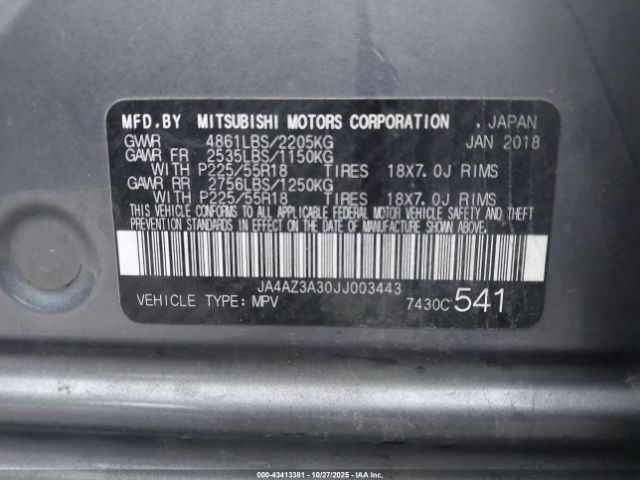 MFD.BY MITSUBISHI MOTORS CORPORATION , JAPAN
GVWR 4861LBS/2205KG JAN 2018
GAWR FR 2535LBS/1150KG
WITH P225/55R18 TIRES 18X7.0J RIMS
GAWR RR 2756LBS/1250KG
WITH P225/55R18 TIRES 18X7.0J RIMS
THIS VEHICLE CONFORMS TO ALL APPLICABLE FEDERAL MOTOR VEHICLE SAFETY AND THEFT
PREVENTION STANDARDS IN EFFECT ON THE DATE OF MANUFACTURE SHOWN ABOVE.
JA4AZ3A30JJ003443
VEHICLE TYPE: MPV 7430C 541
000-43413381 - 10/27/2025 - IAAI.com